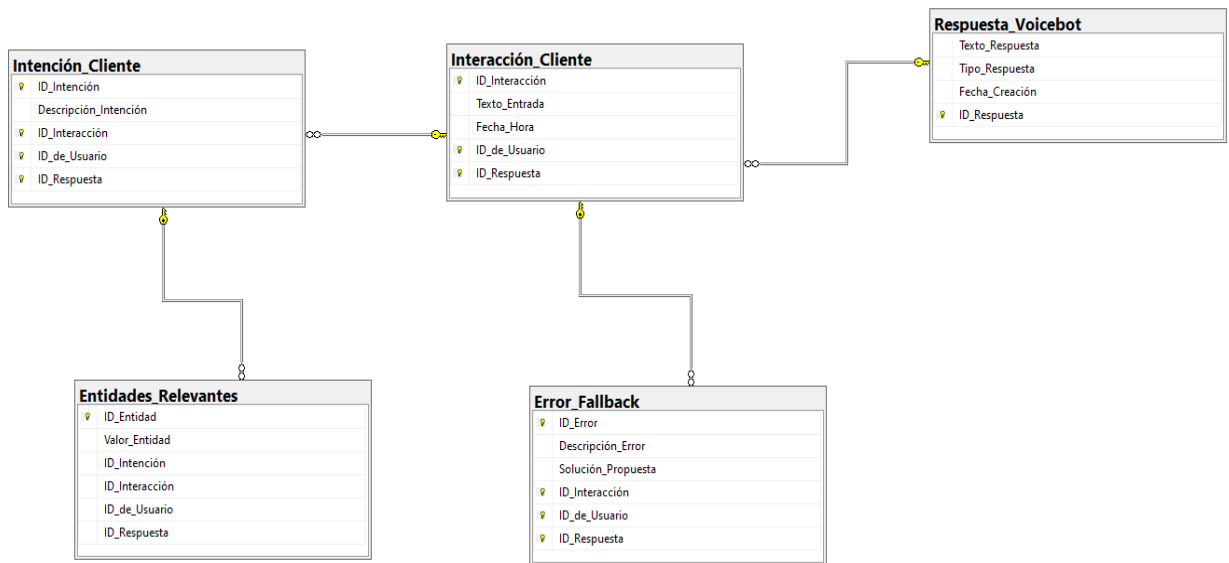 Intención_Cliente
ID_Intención
Descripción_Intención
ID_Interacción
ID_de_Usuario
ID_Respuesta
Interacción_Cliente
ID_Interacción
Texto_Entrada
Fecha_Hora
ID_de_Usuario
ID_Respuesta
Respuesta_Voicebot
Texto_Respuesta
Tipo_Respuesta
Fecha_Creación
ID_Respuesta
Entidades_Relevantes
ID_Entidad
Valor_Entidad
ID_Intención
ID_Interacción
ID_de_Usuario
ID_Respuesta
Error_Fallback
ID_Error
Descripción_Error
Solución_Propuesta
ID_Interacción
ID_de_Usuario
ID_Respuesta